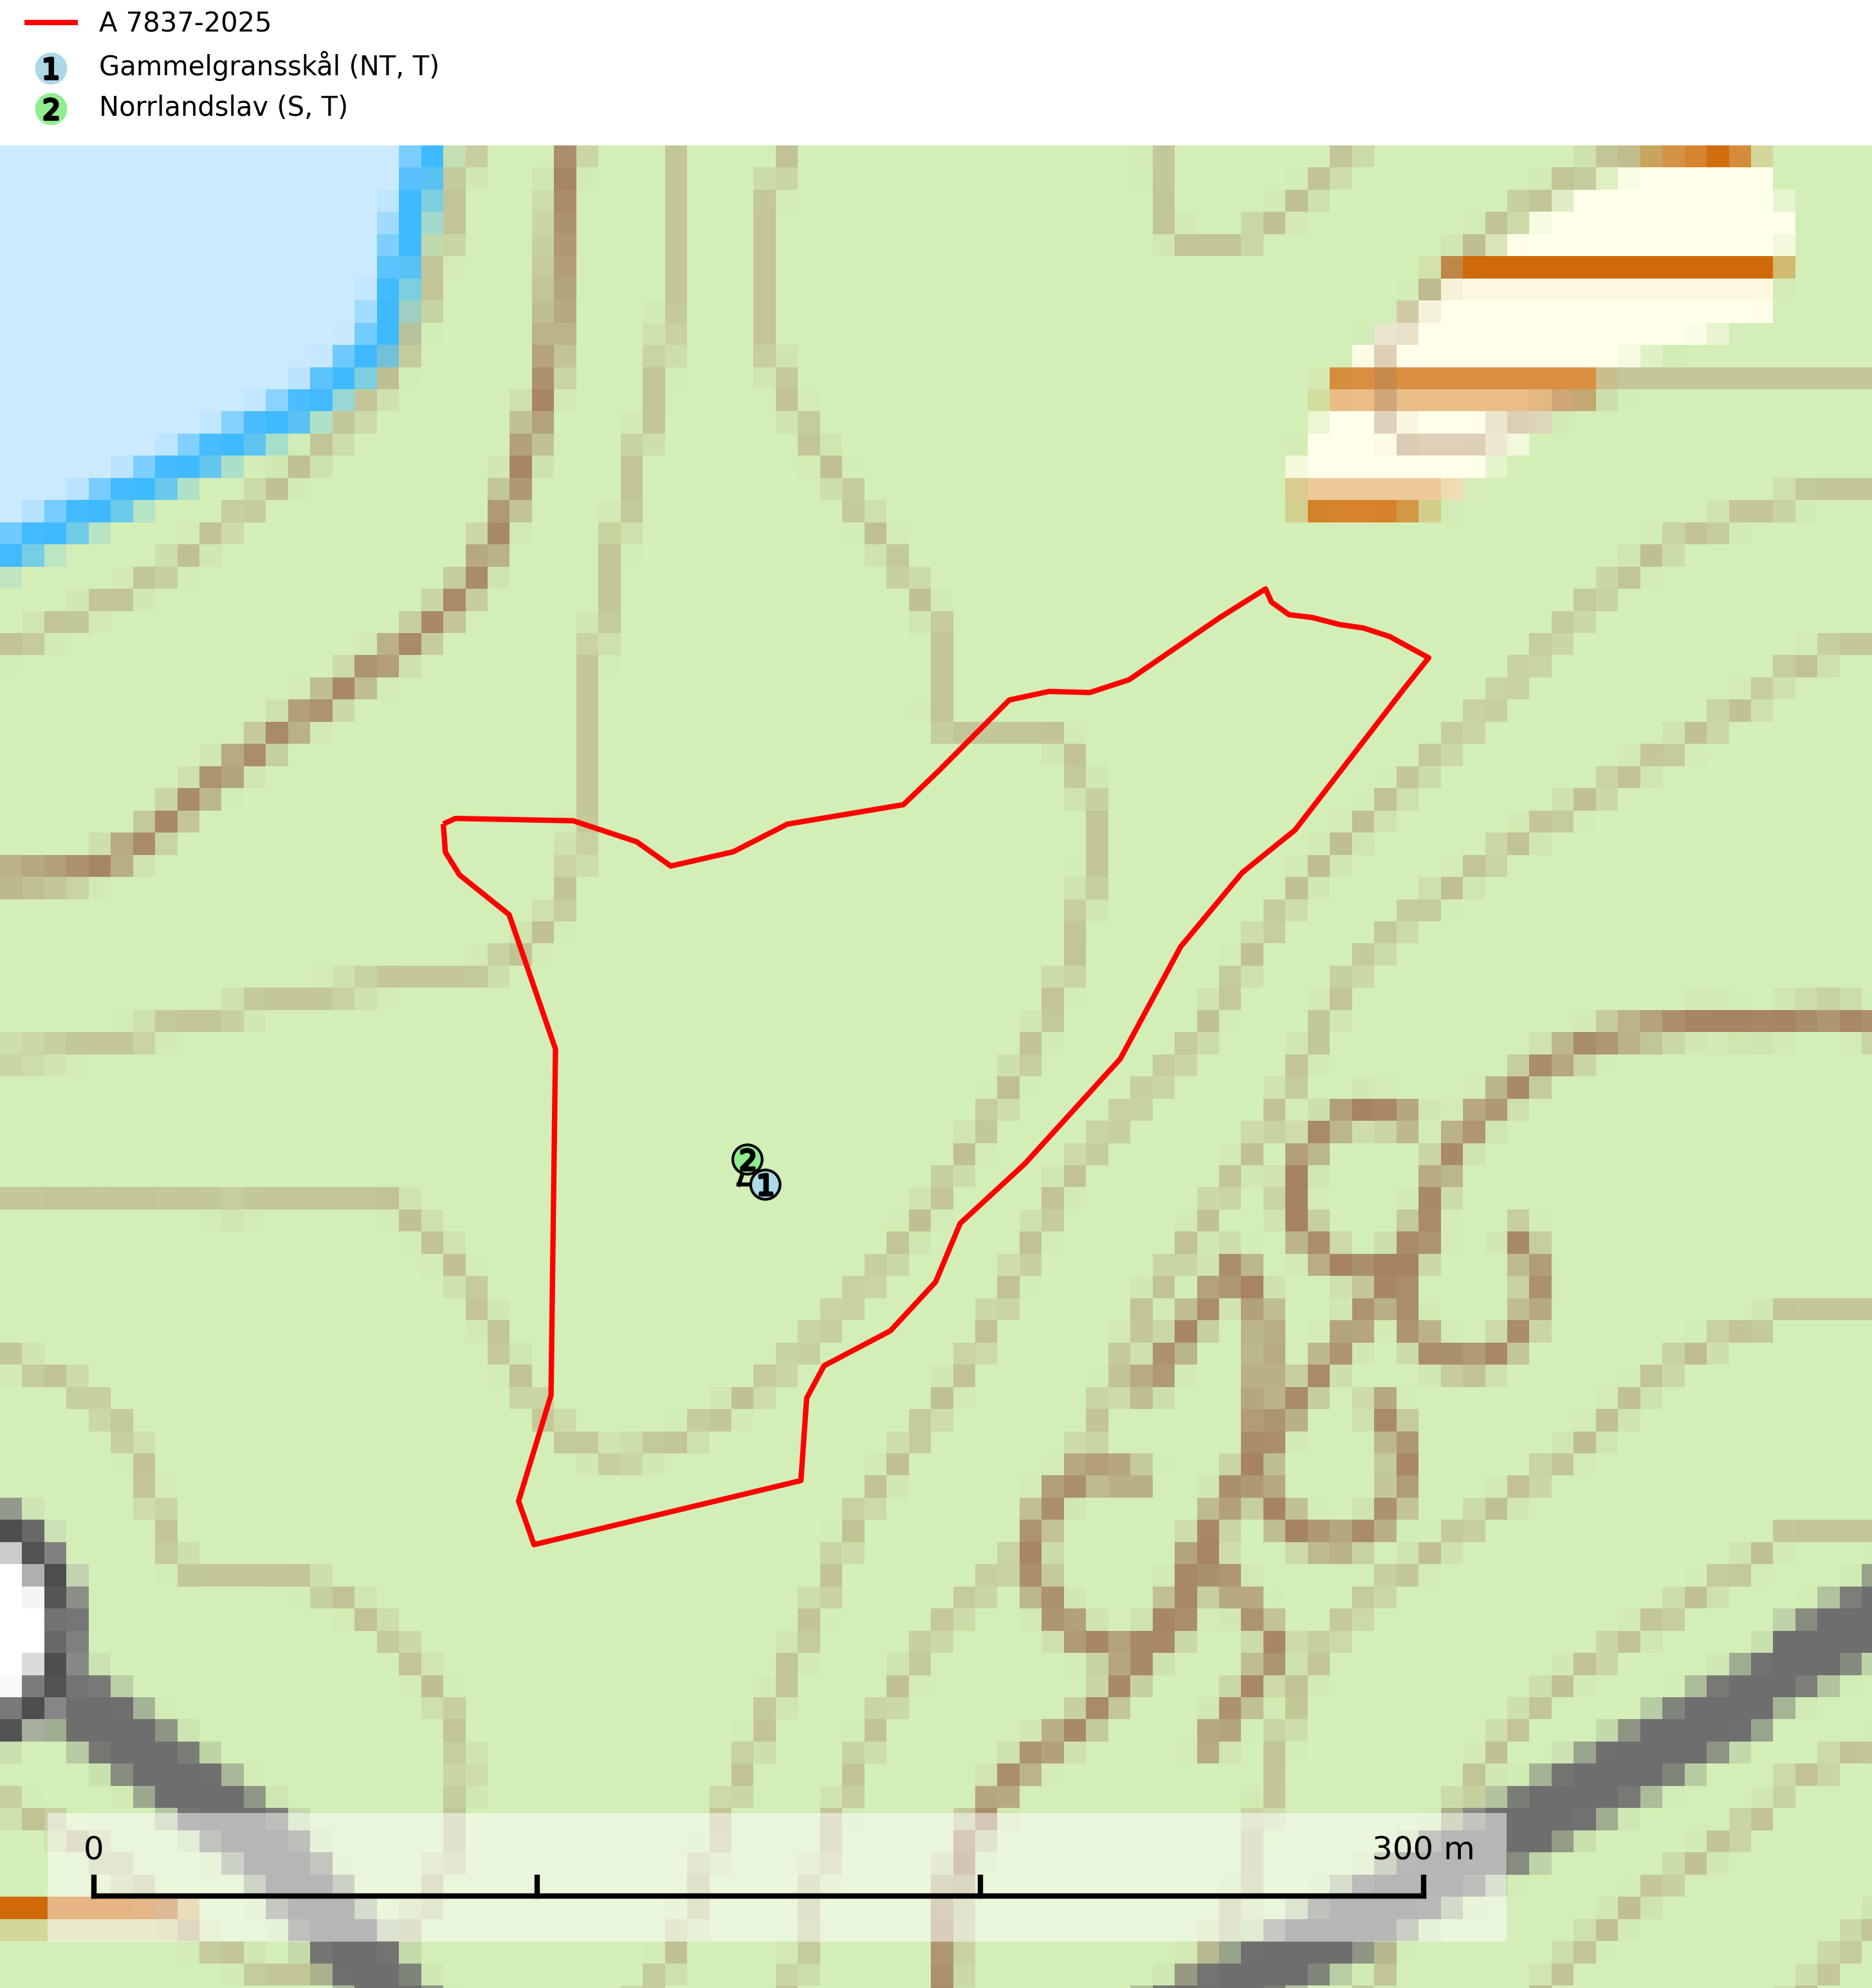 A 7837-2025
1 Gammelgransskål (NT, T)
2 Norrlandslav (S, T)
2
1
0 300 m